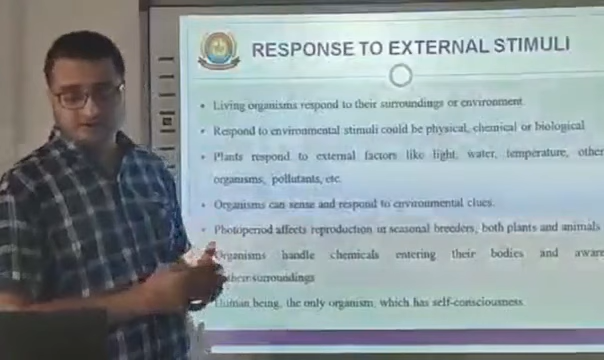 RESPONSE TO EXTERNAL STIMULI
• Living organisms respond to their surroundings or environment.
• Respond to environmental stimuli could be physical, chemical or biological
• Plants respond to external factors like light, water, temperature, other
organisms, pollutants, etc.
• Organisms can sense and respond to environmental clues.
• Photoperiod affects reproduction in seasonal breeders, both plants and animals
Organisms handle chemicals entering their bodies and aware
their surroundings
Human being, the only organism, which has self-consciousness.